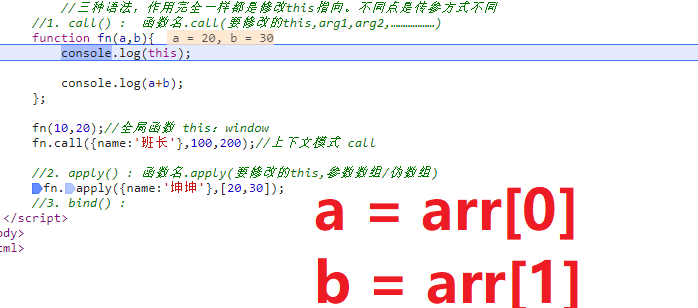 //三种语法，作用完全一样都是修改this指向。不同点是传参方式不同
//1. call() : 函数名.call(要修改的this,arg1,arg2,………………)
function fn(a,b){ a = 20, b = 30
console.log(this);
console.log(a+b);
};
fn(10,20);//全局函数 this：window
fn.call({name:'班长'},100,200);//上下文模式 call
//2. apply() : 函数名.apply(要修改的this,参数数组/伪数组)
fn.apply({name:'坤坤'},[20,30]);
//3. bind() :
</script>
ody>
tml>
a = arr[0]
b = arr[1]